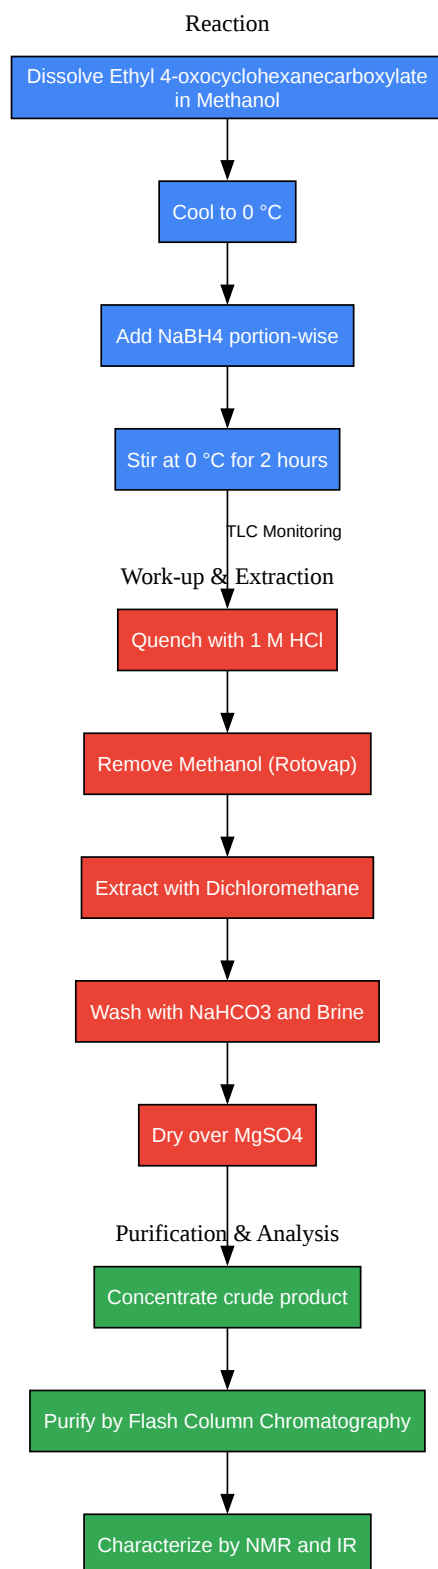 Reaction
Dissolve Ethyl 4-oxocyclohexanecarboxylate
in Methanol
Cool to 0 °C
Add NaBH4 portion-wise
Stir at 0 °C for 2 hours
TLC Monitoring
Work-up & Extraction
Quench with 1 M HCl
Remove Methanol (Rotovap)
Extract with Dichloromethane
Wash with NaHCO3 and Brine
Dry over MgSO4
Purification & Analysis
Concentrate crude product
Purify by Flash Column Chromatography
Characterize by NMR and IR